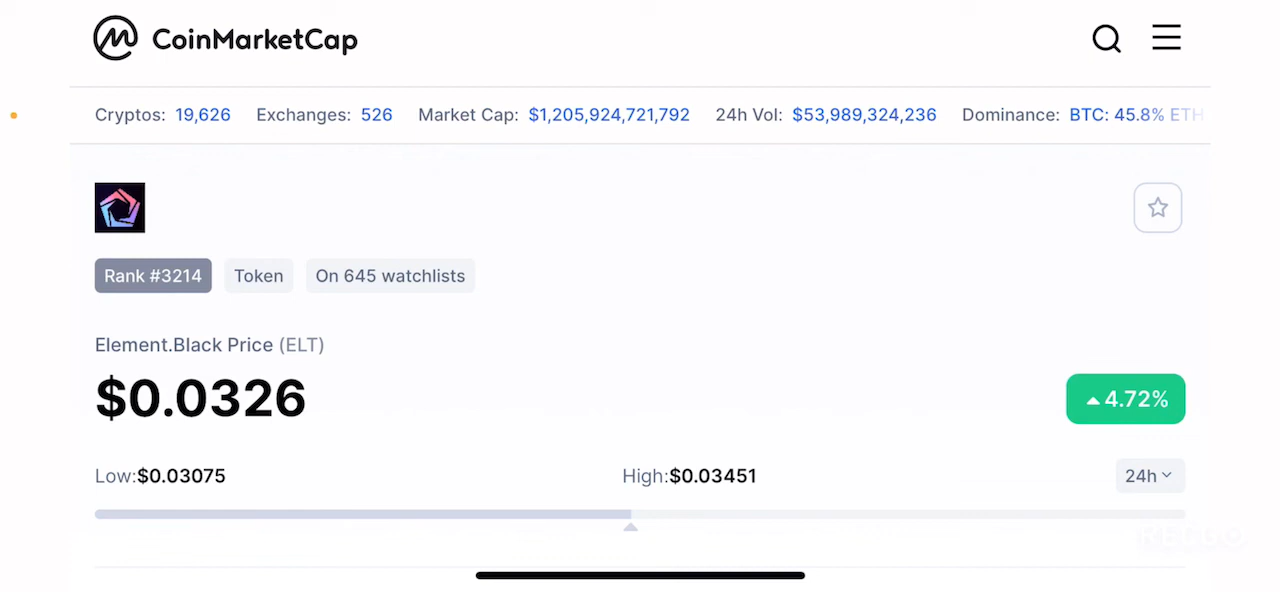 CoinMarketCap
Cryptos: 19,626 Exchanges: 526 Market Cap: $1,205,924,721,792 24h Vol: $53,989,324,236 Dominance: BTC: 45.8% ETH
Rank #3214 Token On 645 watchlists
Element.Black Price (ELT)
$0.0326 4.72%
Low:$0.03075 High:$0.03451 24h